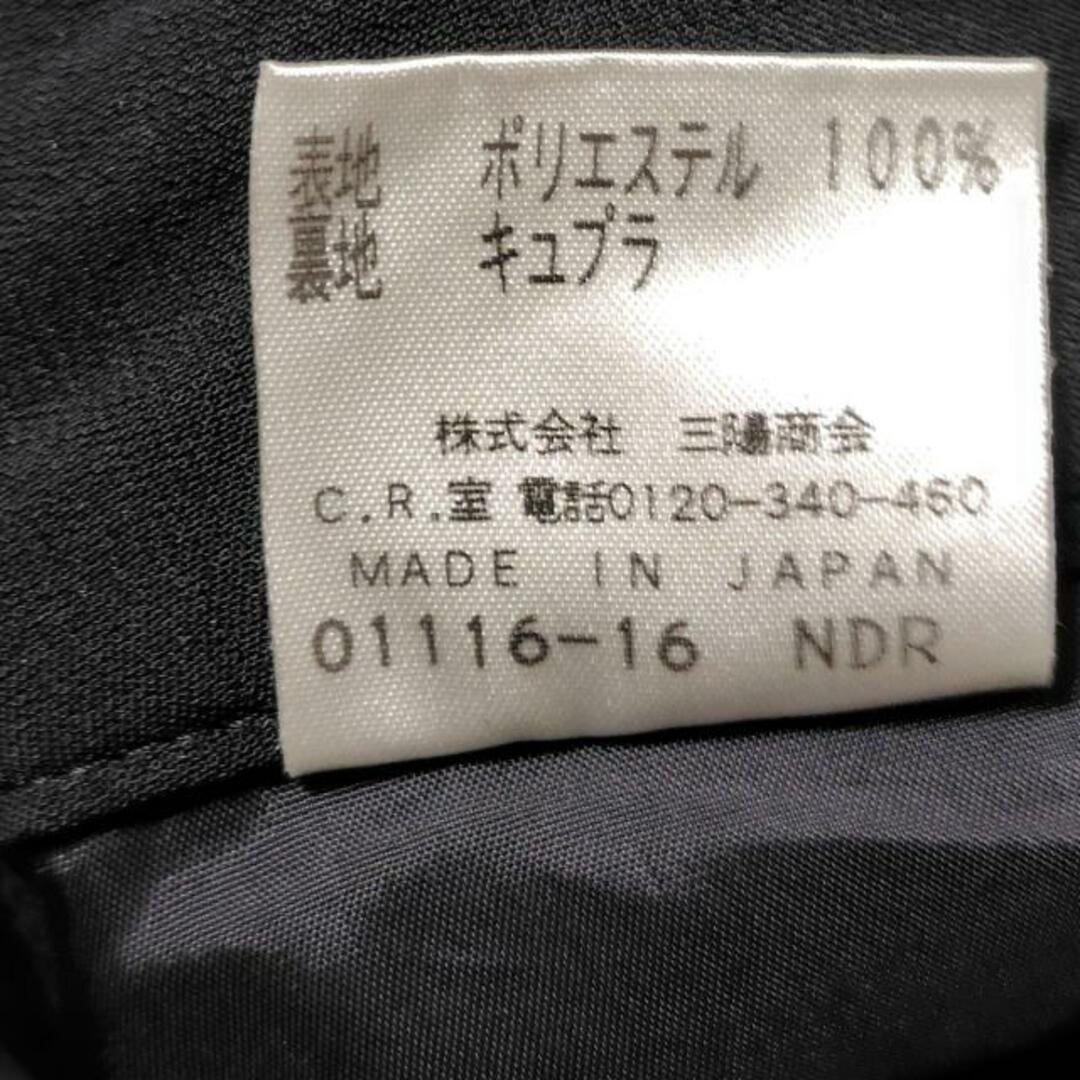 表地 ポリエステル 100%
裏地 キュプラ
株式会社 三陽商会
C.R.室 電話0120-340-460
MADE IN JAPAN
01116-16 NDR